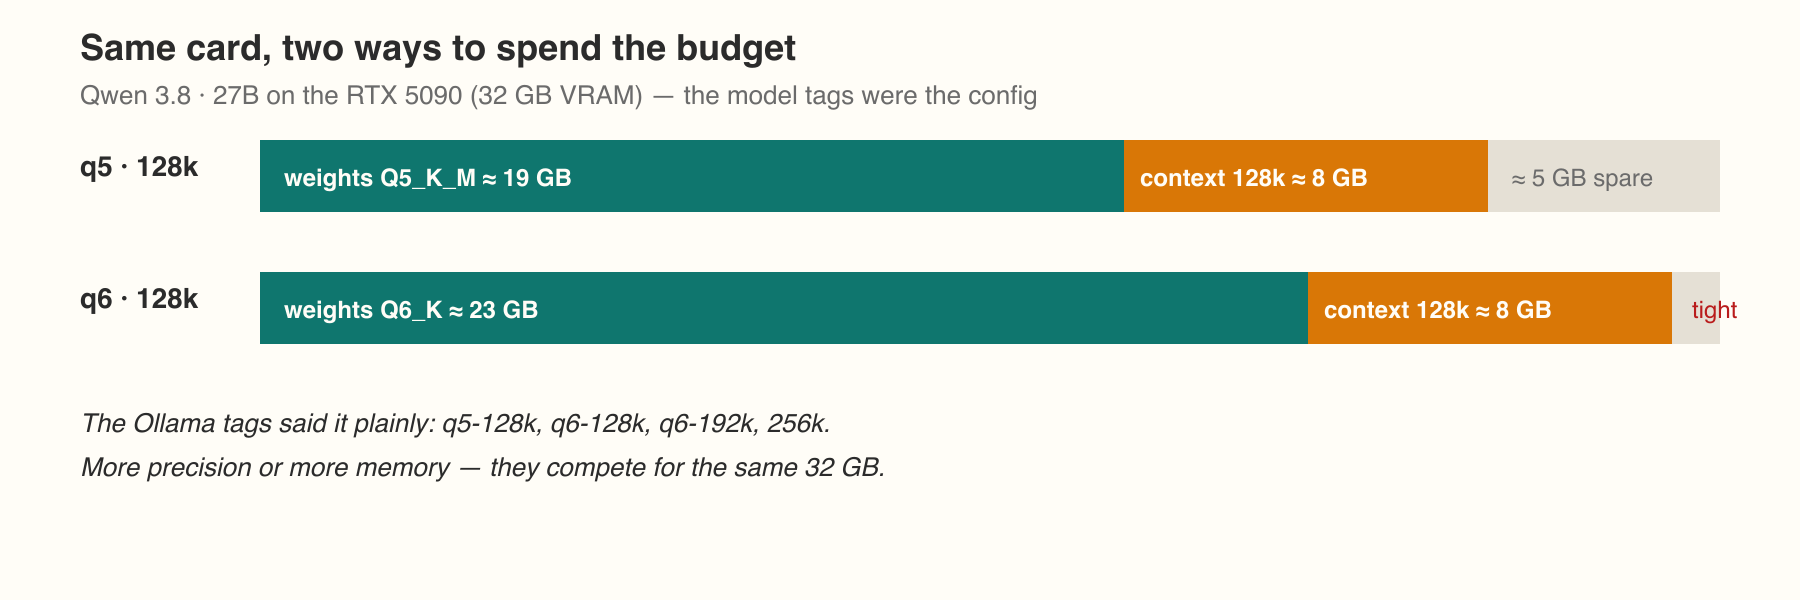 Same card, two ways to spend the budget
Qwen 3.8 · 27B on the RTX 5090 (32 GB VRAM) — the model tags were the config
q5 · 128k
weights Q5_K_M ≈ 19 GB
context 128k ≈ 8 GB
≈ 5 GB spare
q6 · 128k
weights Q6_K ≈ 23 GB
context 128k ≈ 8 GB
tight
The Ollama tags said it plainly: q5-128k, q6-128k, q6-192k, 256k.
More precision or more memory — they compete for the same 32 GB.